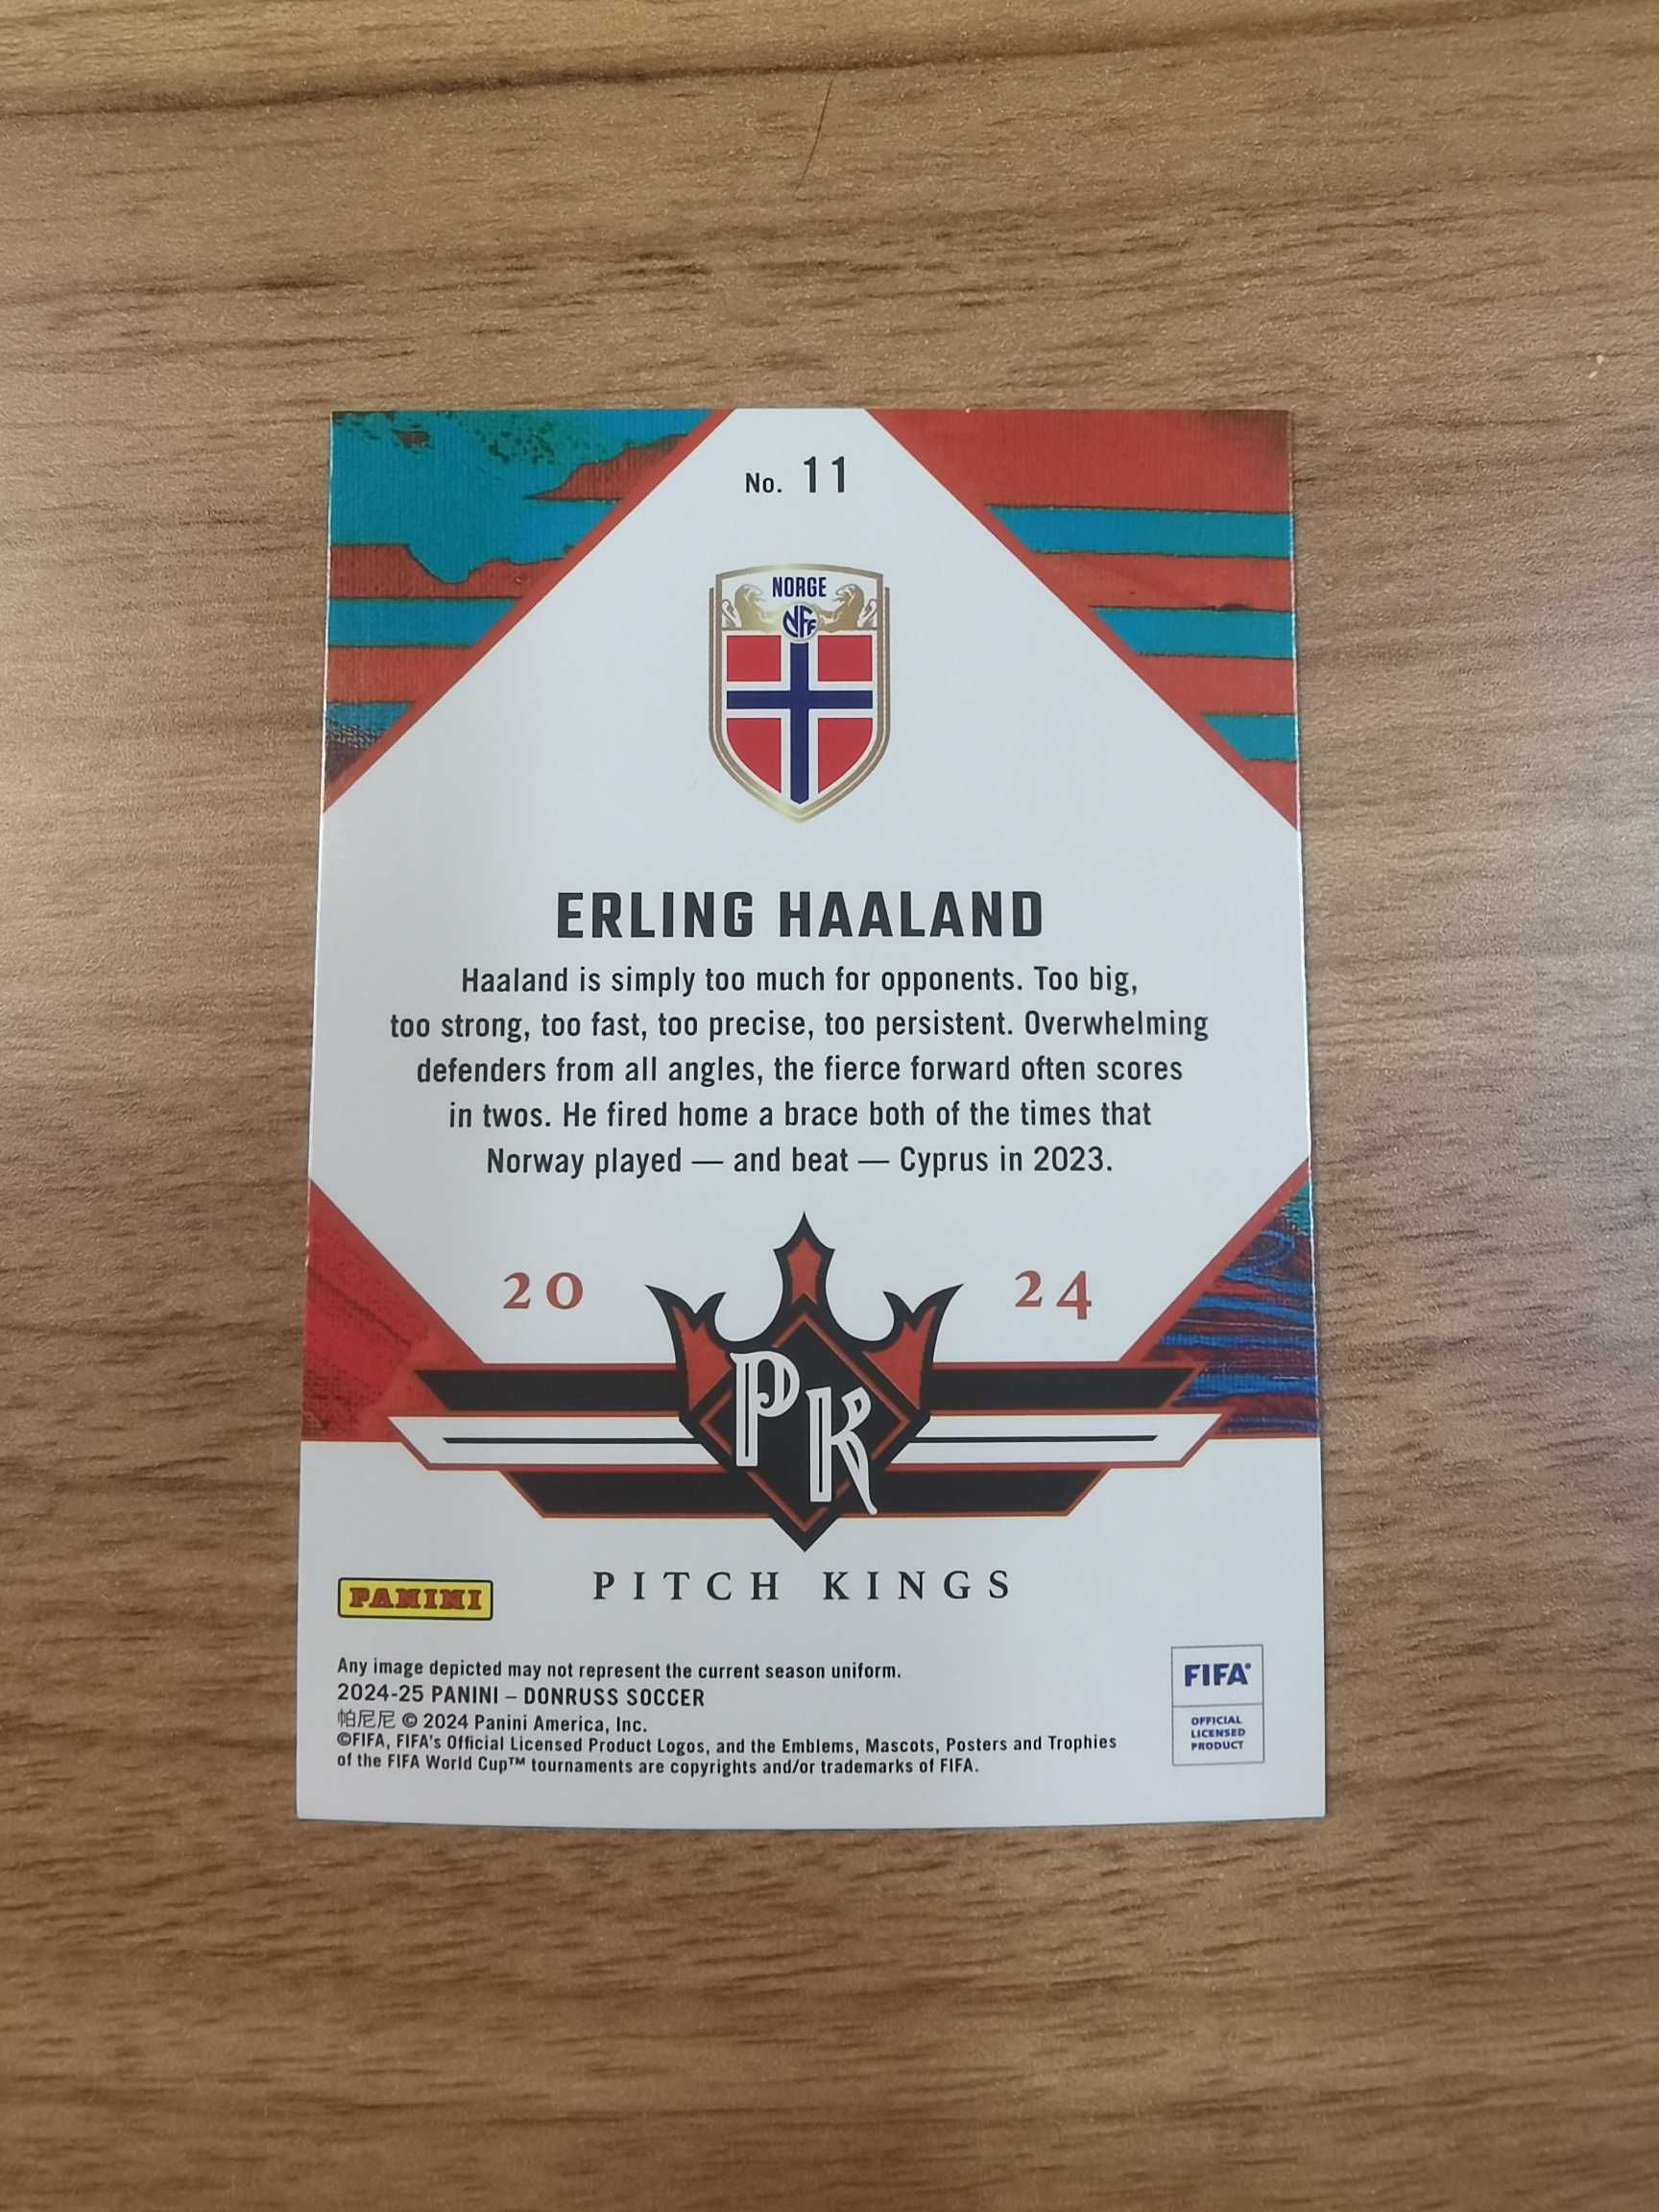 No. 11
NORGE
NFF
ERLING HAALAND
Haaland is simply too much for opponents. Too big,
too strong, too fast, too precise, too persistent. Overwhelming
defenders from all angles, the fierce forward often scores
in twos. He fired home a brace both of the times that
Norway played — and beat — Cyprus in 2023.
20 24
PK
PITCH KINGS
PANINI
Any image depicted may not represent the current season uniform.
2024-25 PANINI – DONRUSS SOCCER
帕尼尼 © 2024 Panini America, Inc.
©FIFA, FIFA's Official Licensed Product Logos, and the Emblems, Mascots, Posters and Trophies
of the FIFA World Cup™ tournaments are copyrights and/or trademarks of FIFA.
FIFA®
OFFICIAL
LICENSED
PRODUCT